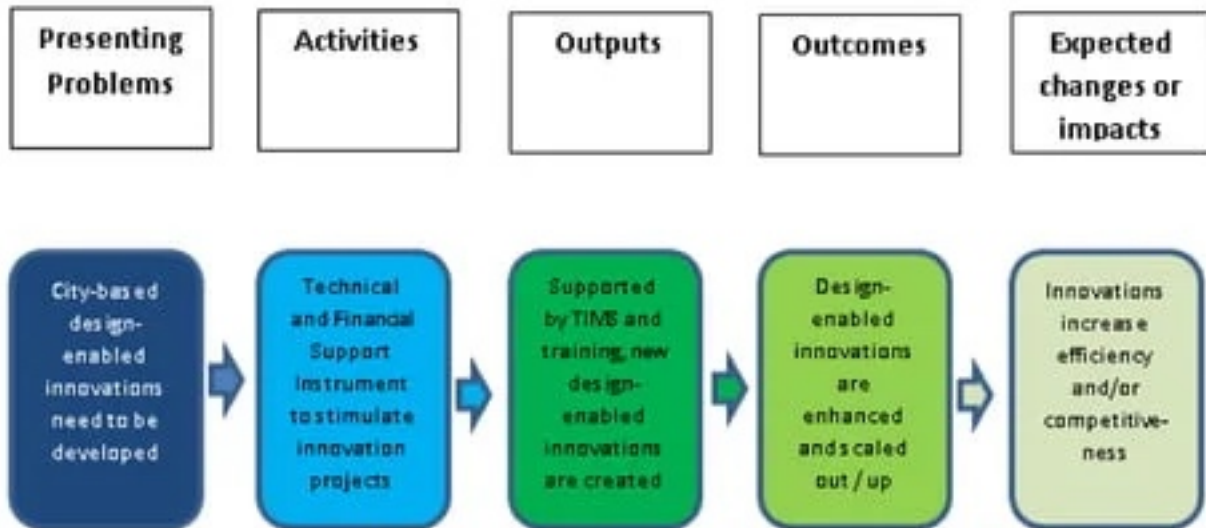 Presenting
Problems
Activities
Outputs
Outcomes
Expected
changes or
impacts
City-based
design-
enabled
innovations
need to be
developed
Technical
and Financial
Support
Instrument
to stimulate
innovation
projects
Supported
by TIMS and
training, new
design-
enabled
innovations
are created
Design-
enabled
innovations
are
enhanced
and scaled
out / up
Innovations
increase
efficiency
and/or
competitive-
ness